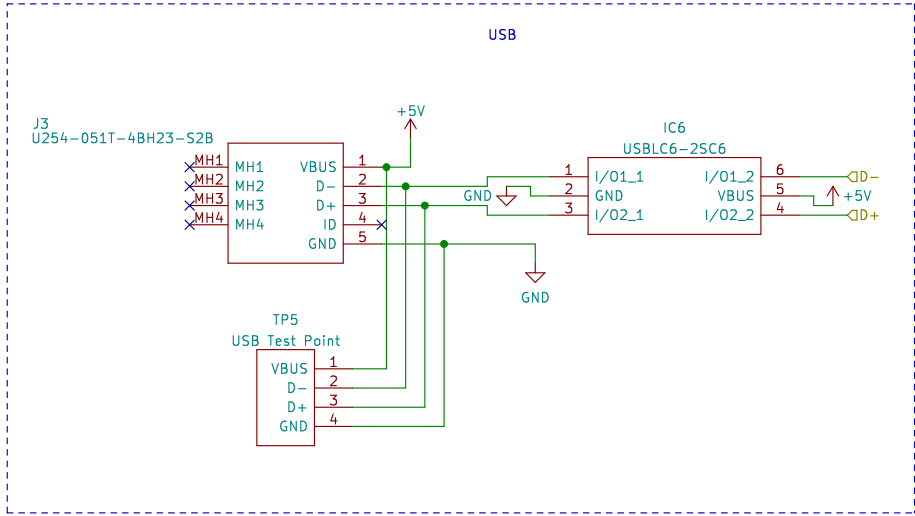 USB
J3
U254-051T-4BH23-S2B
+5V
IC6
USBLC6-2SC6
MH1 MH1 VBUS 1
MH2 MH2 D- 2
MH3 MH3 D+ 3
MH4 MH4 ID 4
GND 5
1 I/O1_1 I/O1_2 6 D-
GND 2 GND VBUS 5 +5V
3 I/O2_1 I/O2_2 4 D+
GND
TP5
USB Test Point
VBUS 1
D- 2
D+ 3
GND 4